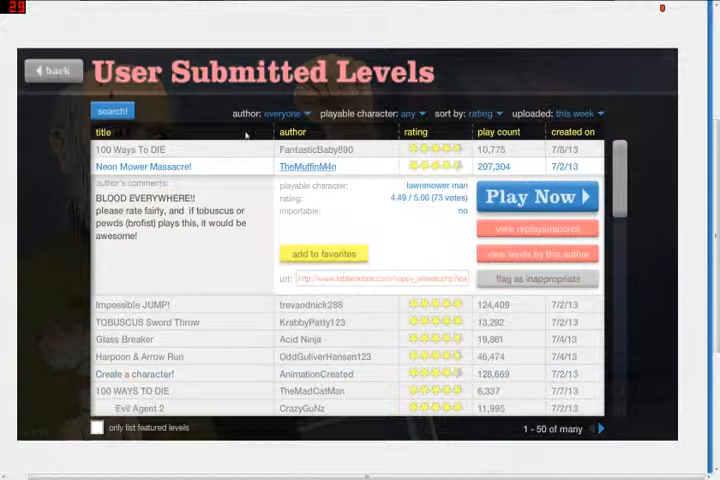 29
back
User Submitted Levels
search!
author: everyone playable character: any sort by: rating uploaded: this week
title author rating play count created on
100 Ways To DIE FantasticBaby890 10,775 7/8/13
Neon Mower Massacre! TheMuffinM4n 207,304 7/2/13
author's comments:
BLOOD EVERYWHERE!!
please rate fairly, and if tobuscus or
pewds (brofist) plays this, it would be
awesome!
playable character: lawnmower man
rating: 4.49 / 5.00 (73 votes)
importable: no
Play Now
view replays/records
add to favorites
view levels by this author
url:
flag as inappropriate
Impossible JUMP! trevandnick288 124,409 7/2/13
TOBUSCUS Sword Throw KrabbyPatty123 13,292 7/2/13
Glass Breaker Acid Ninja 19,861 7/4/13
Harpoon & Arrow Run OddGuliverHansen123 46,474 7/4/13
Create a character! AnimationCreated 128,669 7/2/13
100 WAYS TO DIE TheMadCatMan 6,337 7/7/13
Evil Agent 2 CrazyGuNz 11,995 7/2/13
only list featured levels
1 - 50 of many